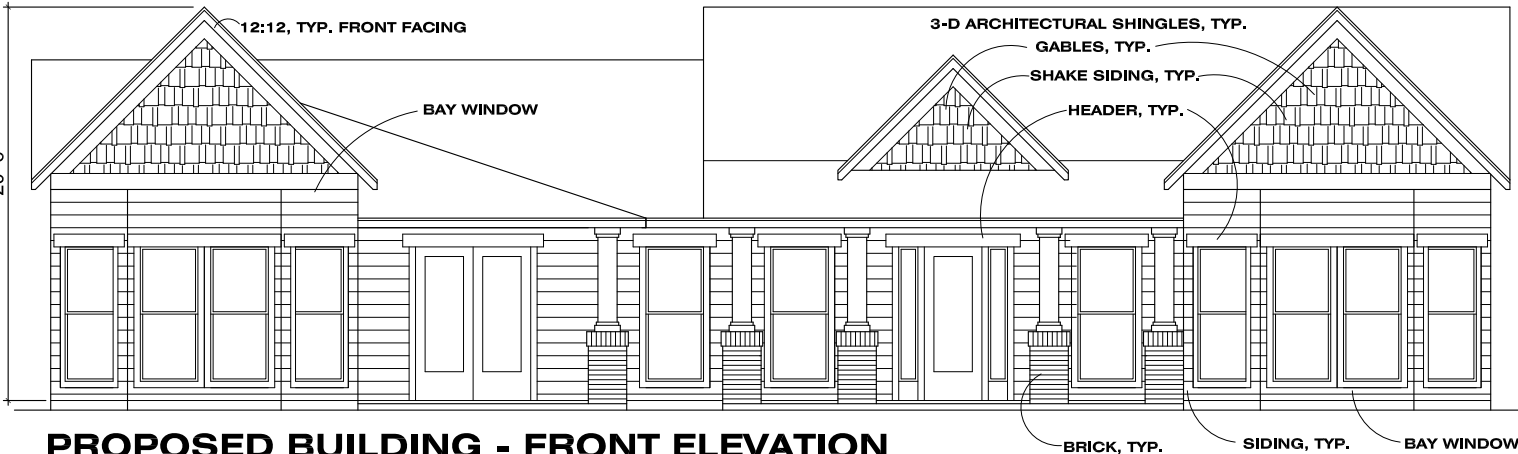 12:12, TYP. FRONT FACING
3-D ARCHITECTURAL SHINGLES, TYP.
GABLES, TYP.
SHAKE SIDING, TYP.
BAY WINDOW
HEADER, TYP.
PROPOSED BUILDING - FRONT ELEVATION
BRICK, TYP.
SIDING, TYP.
BAY WINDOW